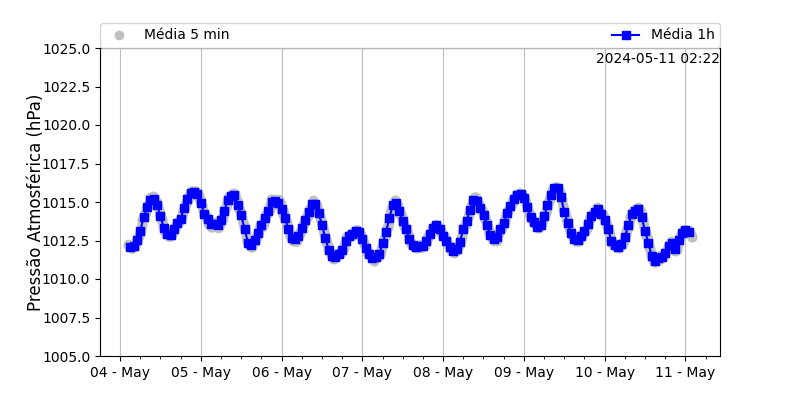 Média 5 min
Média 1h
2024-05-11 02:22
Pressão Atmosférica (hPa)
1025.0
1022.5
1020.0
1017.5
1015.0
1012.5
1010.0
1007.5
1005.0
04 - May 05 - May 06 - May 07 - May 08 - May 09 - May 10 - May 11 - May